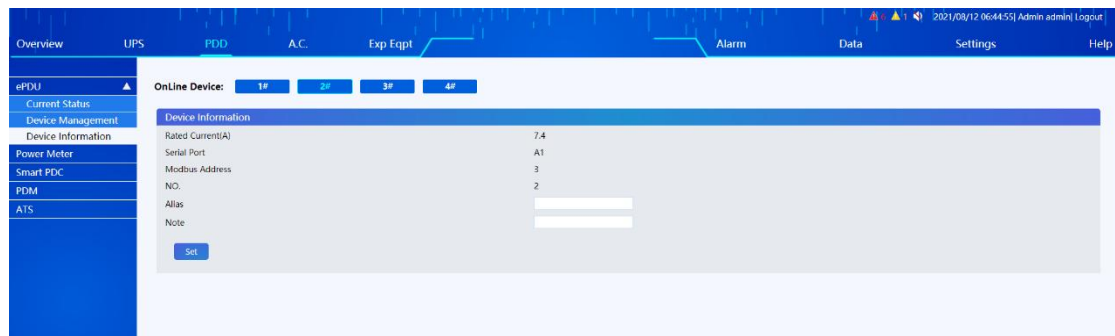 6 1 2021/08/12 06:44:55| Admin admin| Logout
Overview UPS PDD A.C. Exp Eqpt Alarm Data Settings Help
ePDU
Current Status
Device Management
Device Information
Power Meter
Smart PDC
PDM
ATS
OnLine Device: 1# 2# 3# 4#
Device Information
Rated Current(A) 7.4
Serial Port A1
Modbus Address 3
NO. 2
Alias
Note
Set